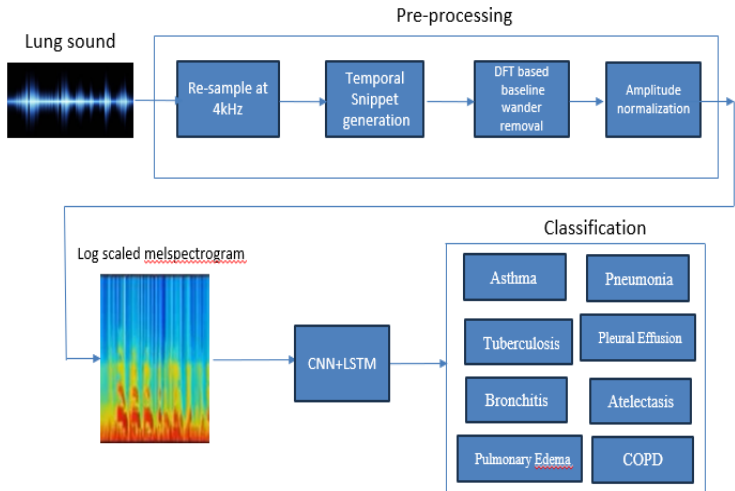 Pre-processing
Lung sound
Re-sample at
4kHz
Temporal
Snippet
generation
DFT based
baseline
wander
removal
Amplitude
normalization
Classification
Log scaled melspectrogram
CNN+LSTM
Asthma
Pneumonia
Tuberculosis
Pleural Effusion
Bronchitis
Atelectasis
Pulmonary Edema
COPD